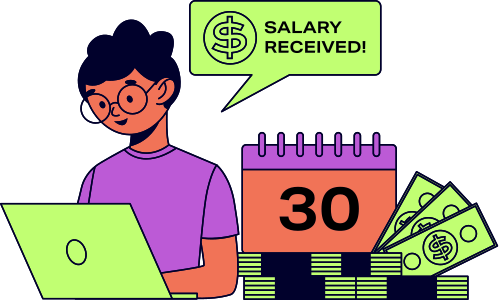 $ SALARY
RECEIVED!
30
$